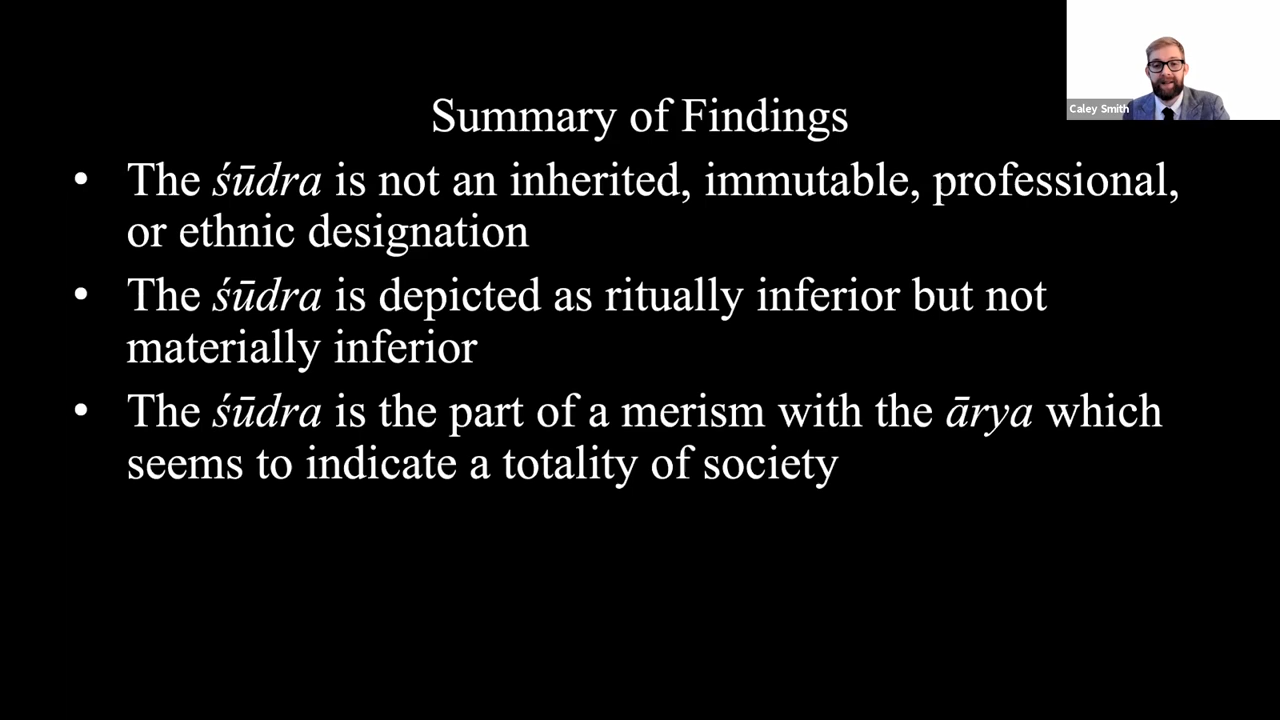 Caley Smith
Summary of Findings
• The śūdra is not an inherited, immutable, professional,
or ethnic designation
• The śūdra is depicted as ritually inferior but not
materially inferior
• The śūdra is the part of a merism with the ārya which
seems to indicate a totality of society